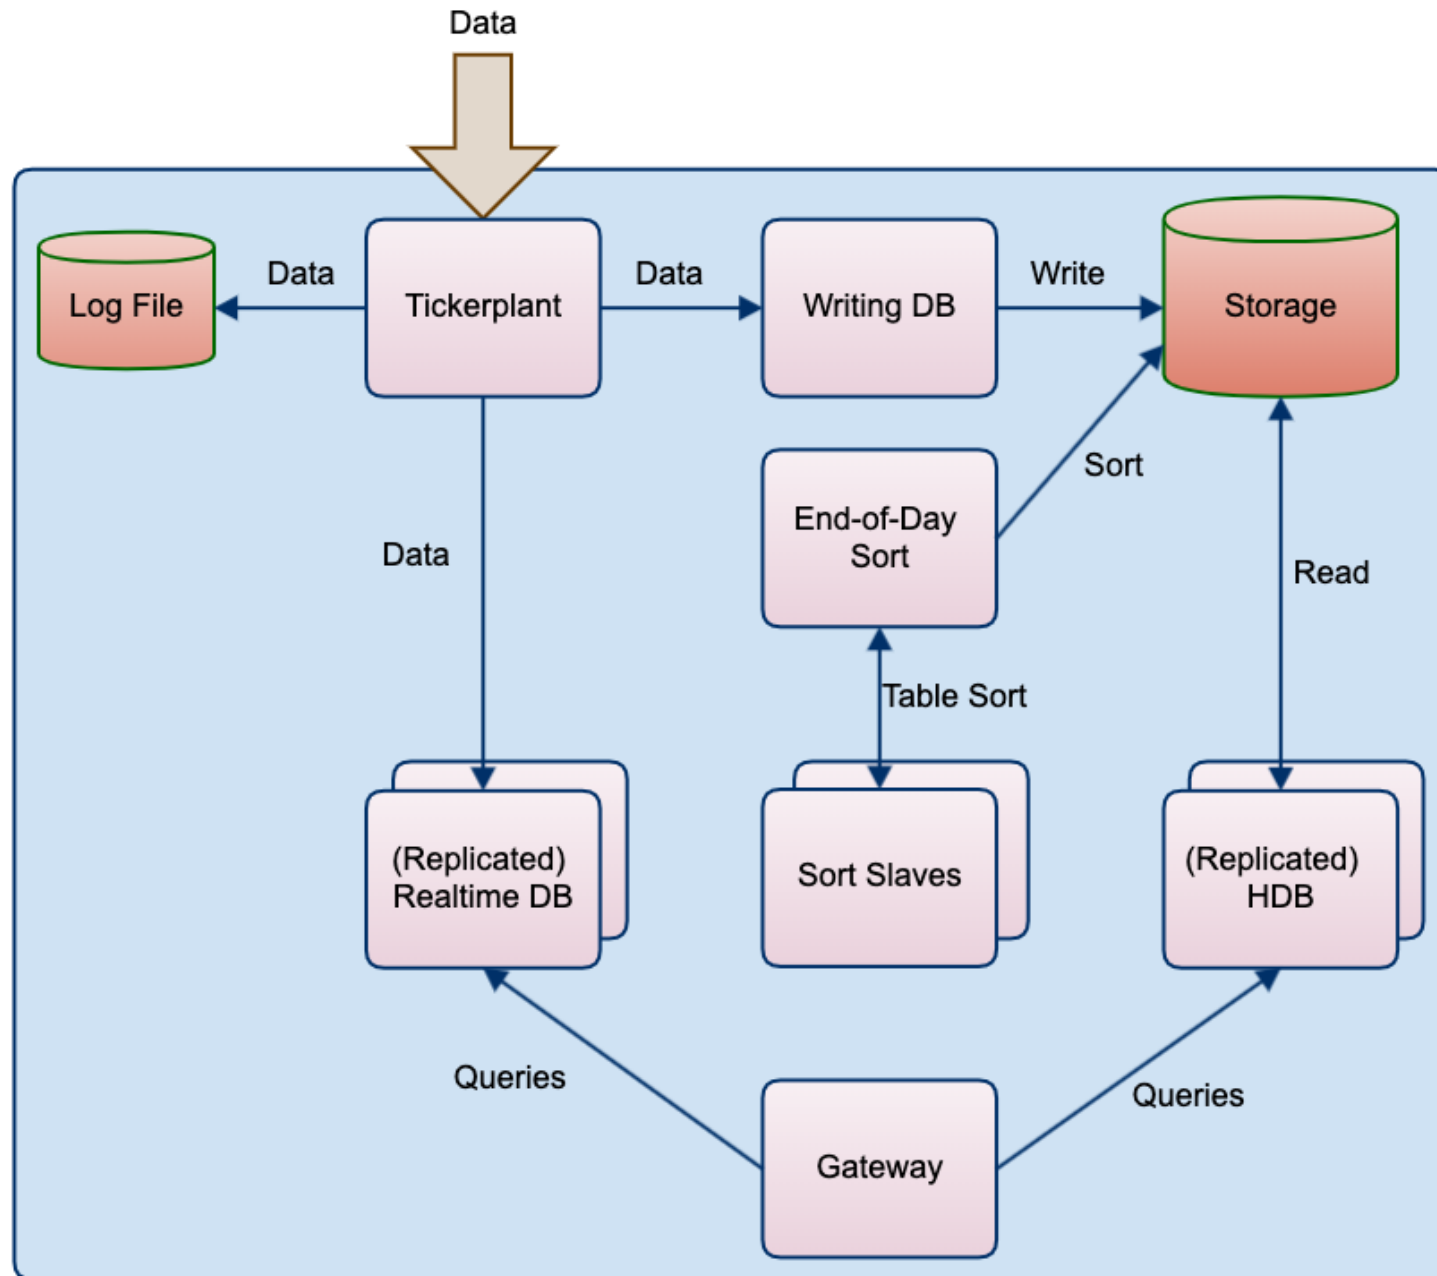 Data
Log File
Data
Tickerplant
Data
Writing DB
Write
Storage
Sort
End-of-Day
Sort
Data
Read
Table Sort
(Replicated)
Realtime DB
Sort Slaves
(Replicated)
HDB
Queries
Queries
Gateway